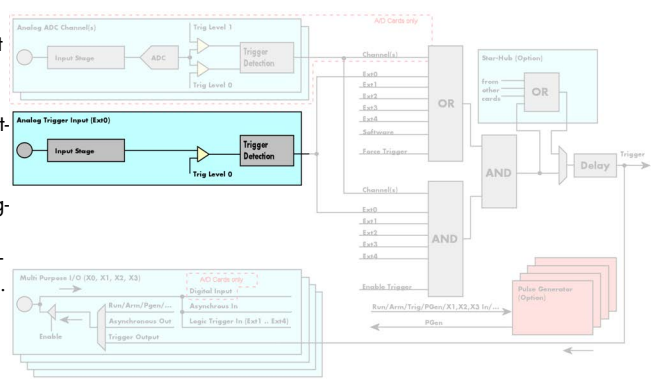 A/D Cards only
Analog ADC Channel(s)
Trig Level 1
Input Stage
ADC
Trigger
Detection
Trig Level 0
Channel(s)
Ext0
Ext1
Ext2
Ext3
Ext4
Software
Force Trigger
OR
Star-Hub (Option)
from
other
cards
OR
Analog Trigger Input (Ext0)
Input Stage
Trigger
Detection
Trig Level 0
AND
Delay
Trigger
Channel(s)
Ext0
Ext1
Ext2
Ext3
Ext4
Enable Trigger
AND
Multi Purpose I/O (X0, X1, X2, X3)
A/D Cards only
Digital Input
Run/Arm/Pgen/...
Asynchrous In
Asynchronous Out
Logic Trigger In (Ext1 .. Ext4)
Enable
Trigger Output
Run/Arm/Trig/PGen/X1,X2,X3 In/...
PGen
Pulse Generator
(Option)
t
t-
g-
-
.